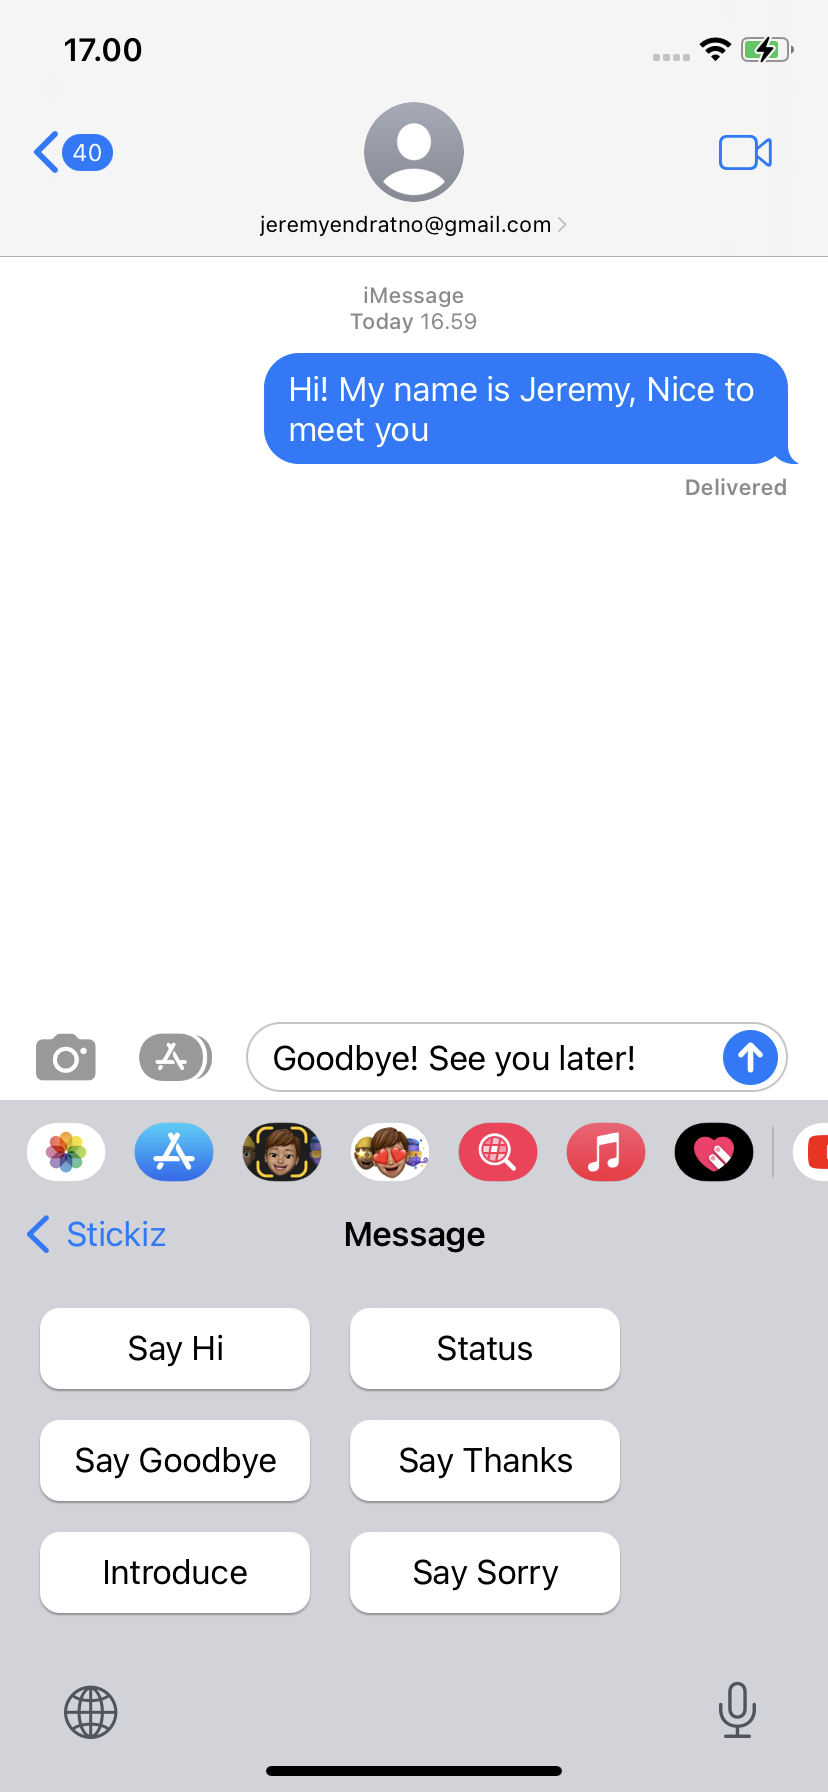 17.00
40
jeremyendratno@gmail.com
iMessage
Today 16.59
Hi! My name is Jeremy, Nice to
meet you
Delivered
Goodbye! See you later!
Stickiz
Message
Say Hi
Status
Say Goodbye
Say Thanks
Introduce
Say Sorry